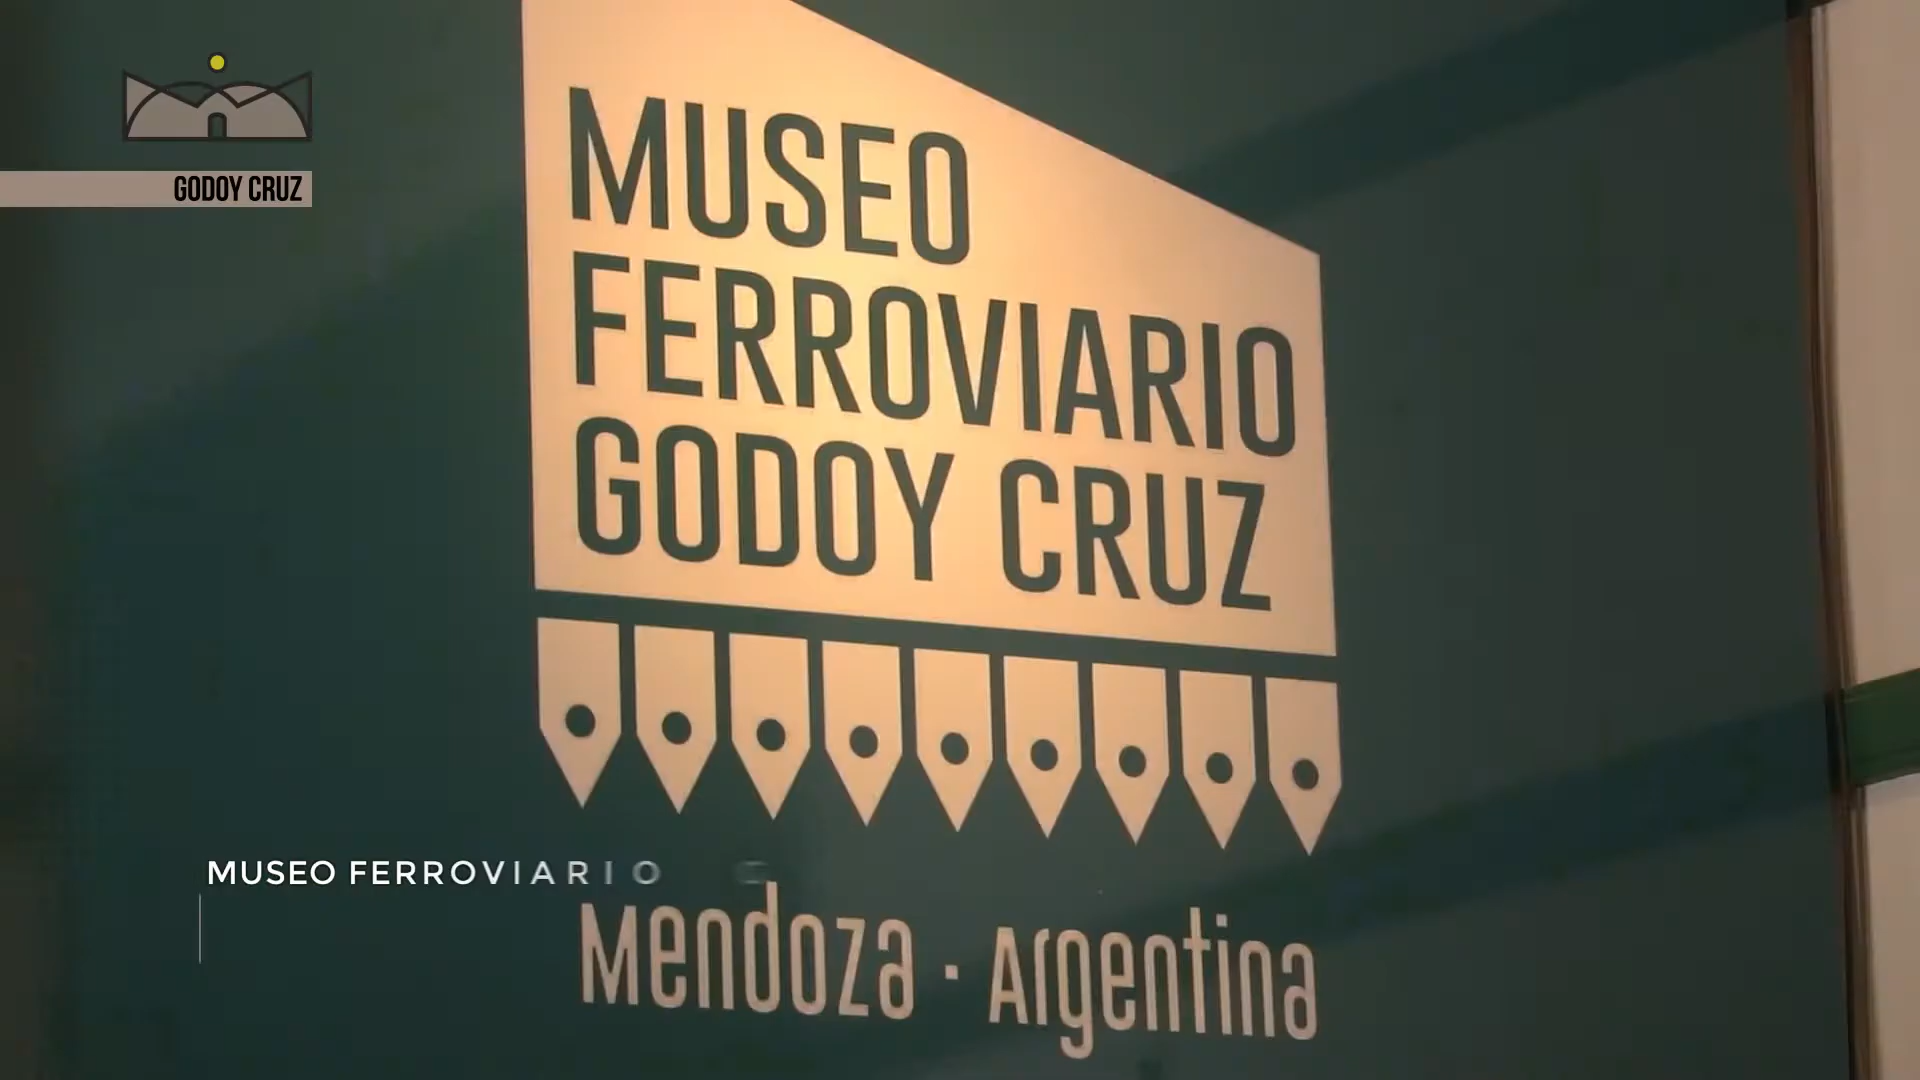 GODOY CRUZ
MUSEO
FERROVIARIO
GODOY CRUZ
MUSEO FERROVIARIO G
Mendoza · Argentina